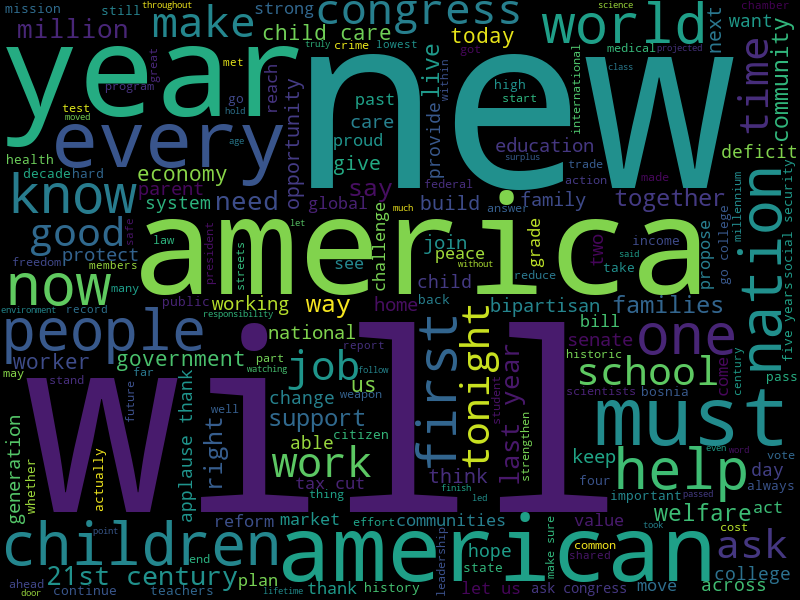 mission
still
throughout
strong
congress
science
chamber
million
make
child care
truly
crime
lowest
today
world
next
want
year
new
every
know
good
now
people
america
will
american
children
must
nation
time
community
one
school
help
work
job
tonight
first
last year
ask
welfare
21st century
great
met
go
hold
program
test
moved
age
reach
opportunity
past
care
proud
give
live
provide
got
within
high
start
class
education
surplus
trade
action
federal
international
medical
projected
made
deficit
health
decade
hard
economy
parent
system
need
say
global
build
family
together
let
much
answer
without
reduce
income
take
said
two
grade
propose
go college
millennium
social security
five years
protect
freedom
members
many
safe
law
president
streets
challenge
see
join
peace
child
back
public
working
way
home
bipartisan
families
environment
record
responsibility
worker
government
national
bill
senate
historic
come
century
pass
may
stand
far
part
watching
us
report
follow
change
weapon
support
able
citizen
think
student
strengthen
scientists
bosnia
future
well
right
applause thank
generation
whether
actually
tax cut
thing
finish
led
keep
four
important
day
always
even
word
vote
passed
act
reform
market
effort
communities
value
cost
point
end
plan
hope
state
leadership
make sure
shared
common
took
college
ahead
door
continue
teachers
lifetime
thank
history
let us
ask congress
move
across